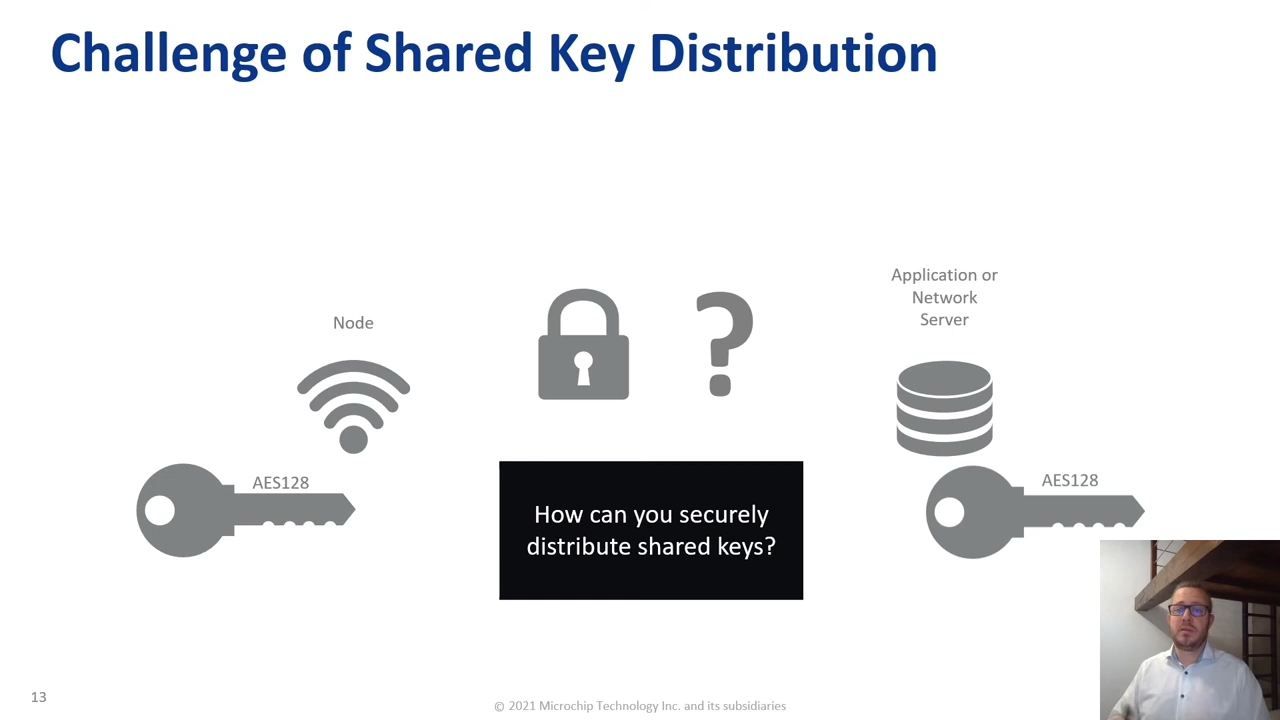 Challenge of Shared Key Distribution
Application or
Network
Server
Node
AES128
AES128
How can you securely
distribute shared keys?
13
© 2021 Microchip Technology Inc. and its subsidiaries